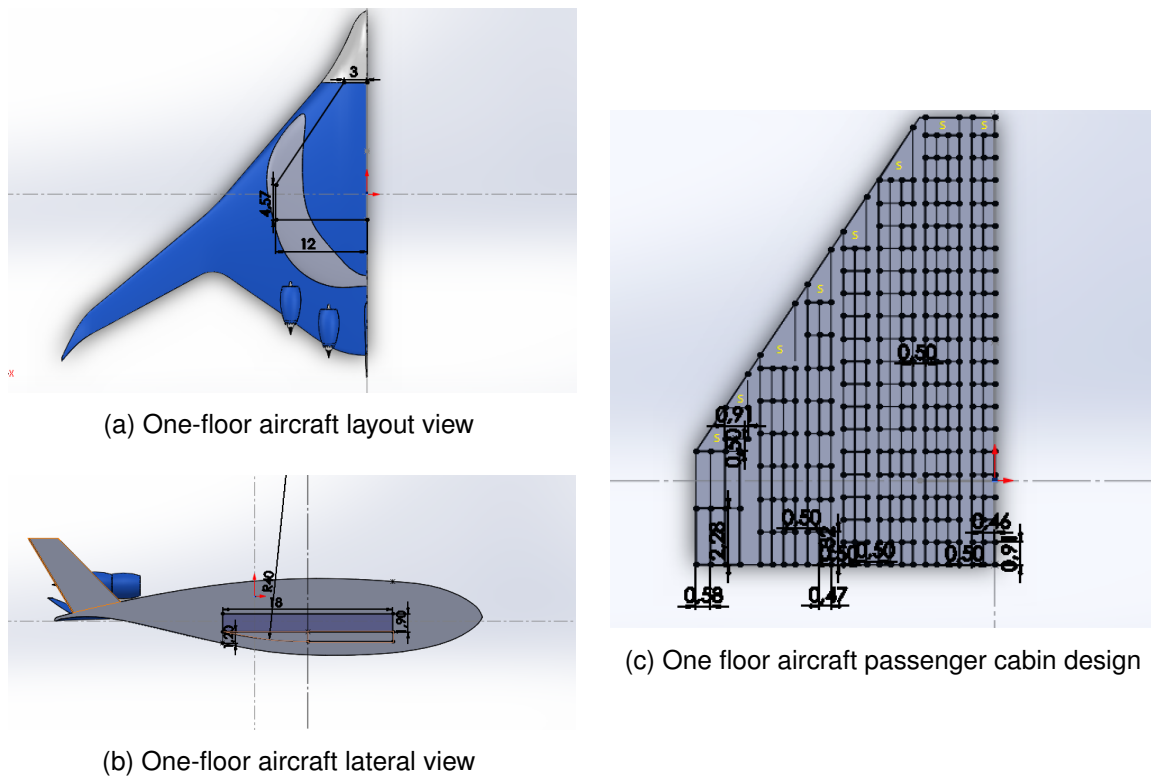 3
4,57
12
(a) One-floor aircraft layout view
R40
18
1,90
1,20
(b) One-floor aircraft lateral view
S S
S
S
S
0,50
S
S
0,91
S
0,50
0,50
0,46
2,28
0,50
0,50
0,50
0,91
0,58
0,47
(c) One floor aircraft passenger cabin design